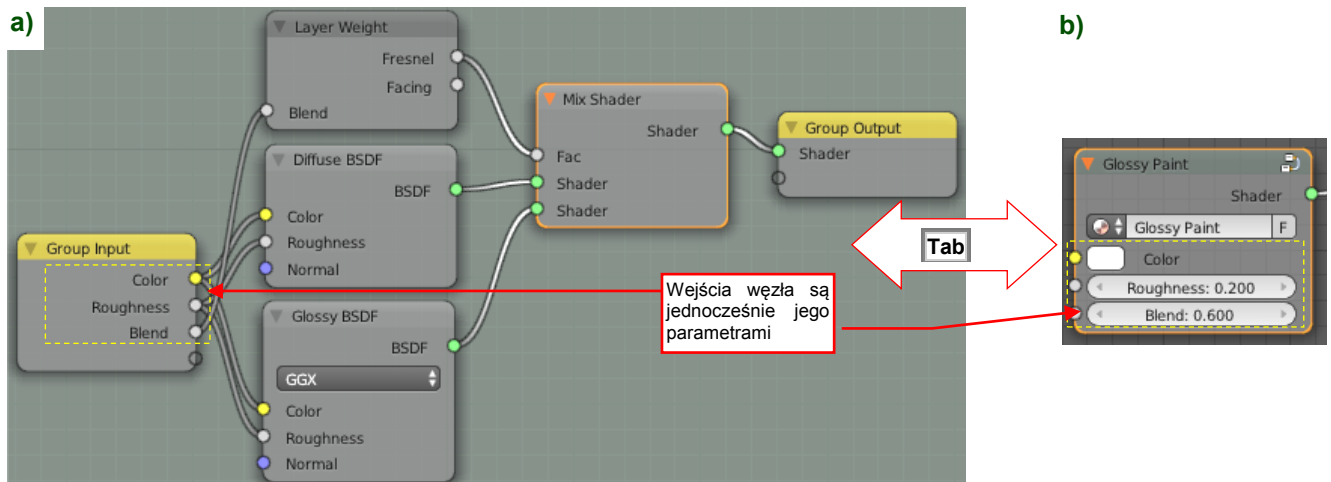 a)
Layer Weight
Fresnel
Facing
Blend
Diffuse BSDF
BSDF
Color
Roughness
Normal
Group Input
Color
Roughness
Blend
Glossy BSDF
BSDF
GGX
Color
Roughness
Normal
Mix Shader
Shader
Fac
Shader
Shader
Group Output
Shader
Tab
Wejścia węzła są
jednocześnie jego
parametrami
b)
Glossy Paint
Shader
Glossy Paint F
Color
Roughness: 0.200
Blend: 0.600